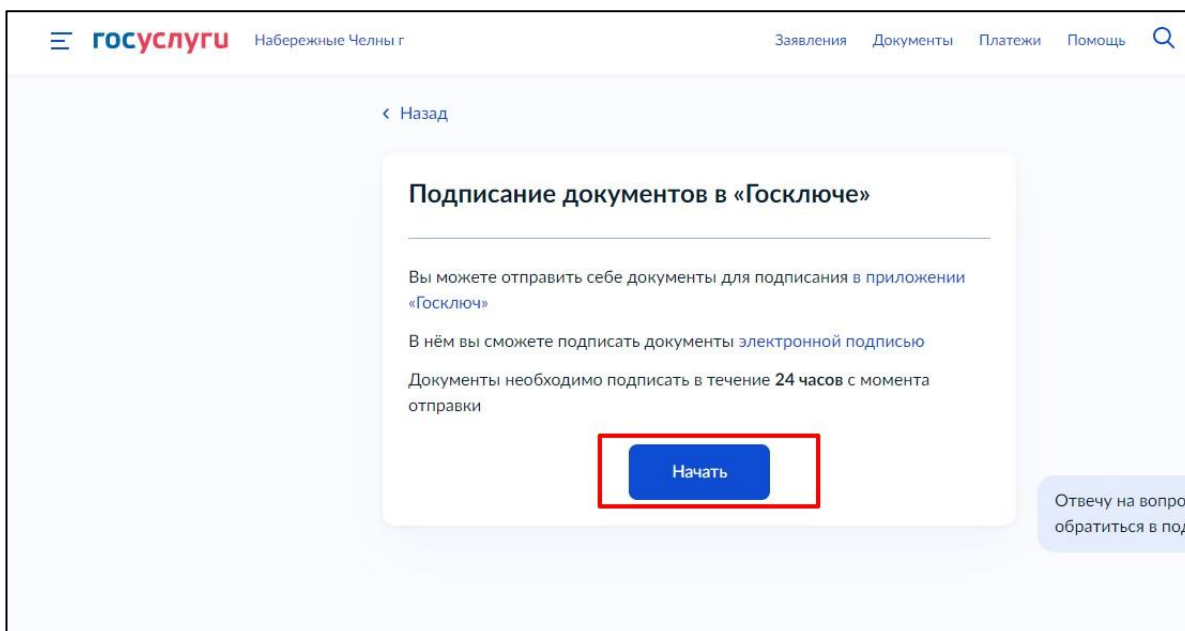 госуслуги Набережные Челны г Заявления Документы Платежи Помощь
Назад
Подписание документов в «Госключе»
Вы можете отправить себе документы для подписания в приложении
«Госключ»
В нём вы сможете подписать документы электронной подписью
Документы необходимо подписать в течение 24 часов с момента
отправки
Начать
Отвечу на
обратиться в